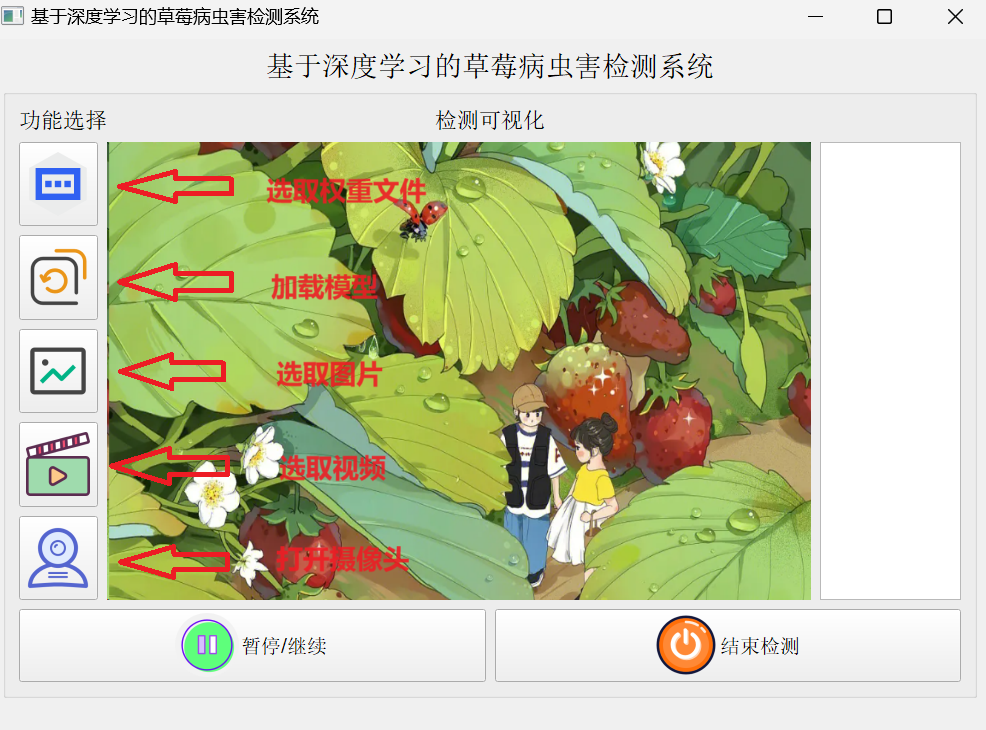 基于深度学习的草莓病虫害检测系统
基于深度学习的草莓病虫害检测系统
功能选择
检测可视化
选取权重文件
加载模型
选取图片
选取视频
打开摄像头
暂停/继续
结束检测